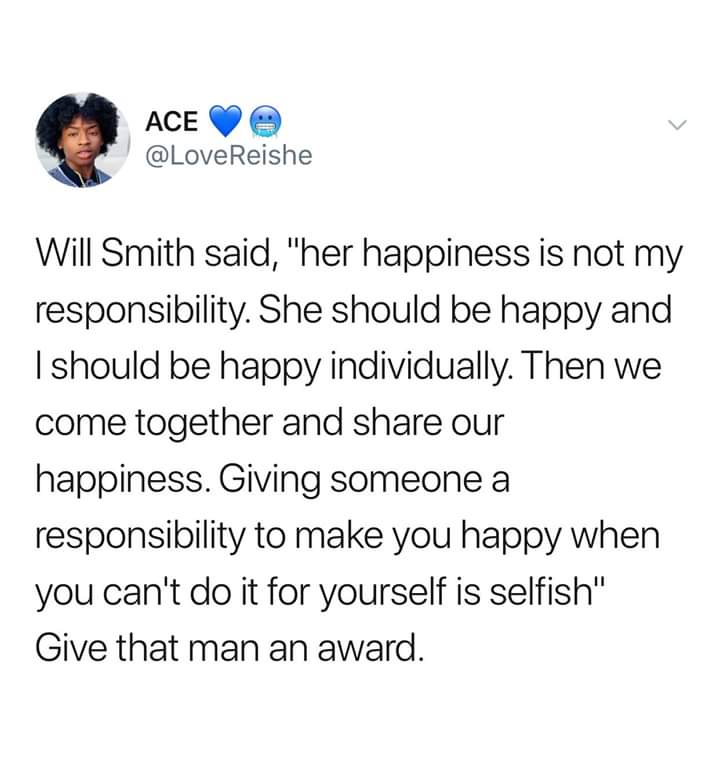 ACE 💙🥶
@LoveReishe
Will Smith said, "her happiness is not my
responsibility. She should be happy and
I should be happy individually. Then we
come together and share our
happiness. Giving someone a
responsibility to make you happy when
you can't do it for yourself is selfish"
Give that man an award.